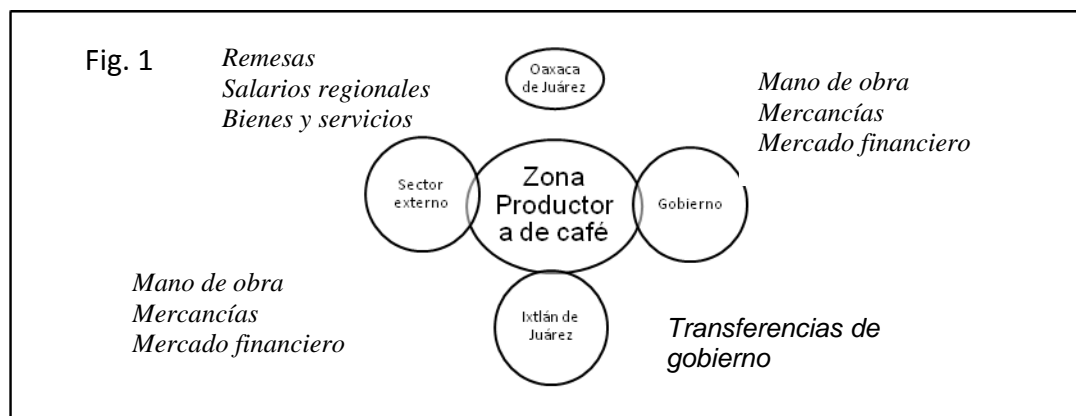 Fig. 1
Remesas
Salarios regionales
Bienes y servicios
Oaxaca
de Juárez
Mano de obra
Mercancías
Mercado financiero
Sector
externo
Zona
Productor
a de café
Gobierno
Mano de obra
Mercancías
Mercado financiero
Ixtlán de
Juárez
Transferencias de
gobierno